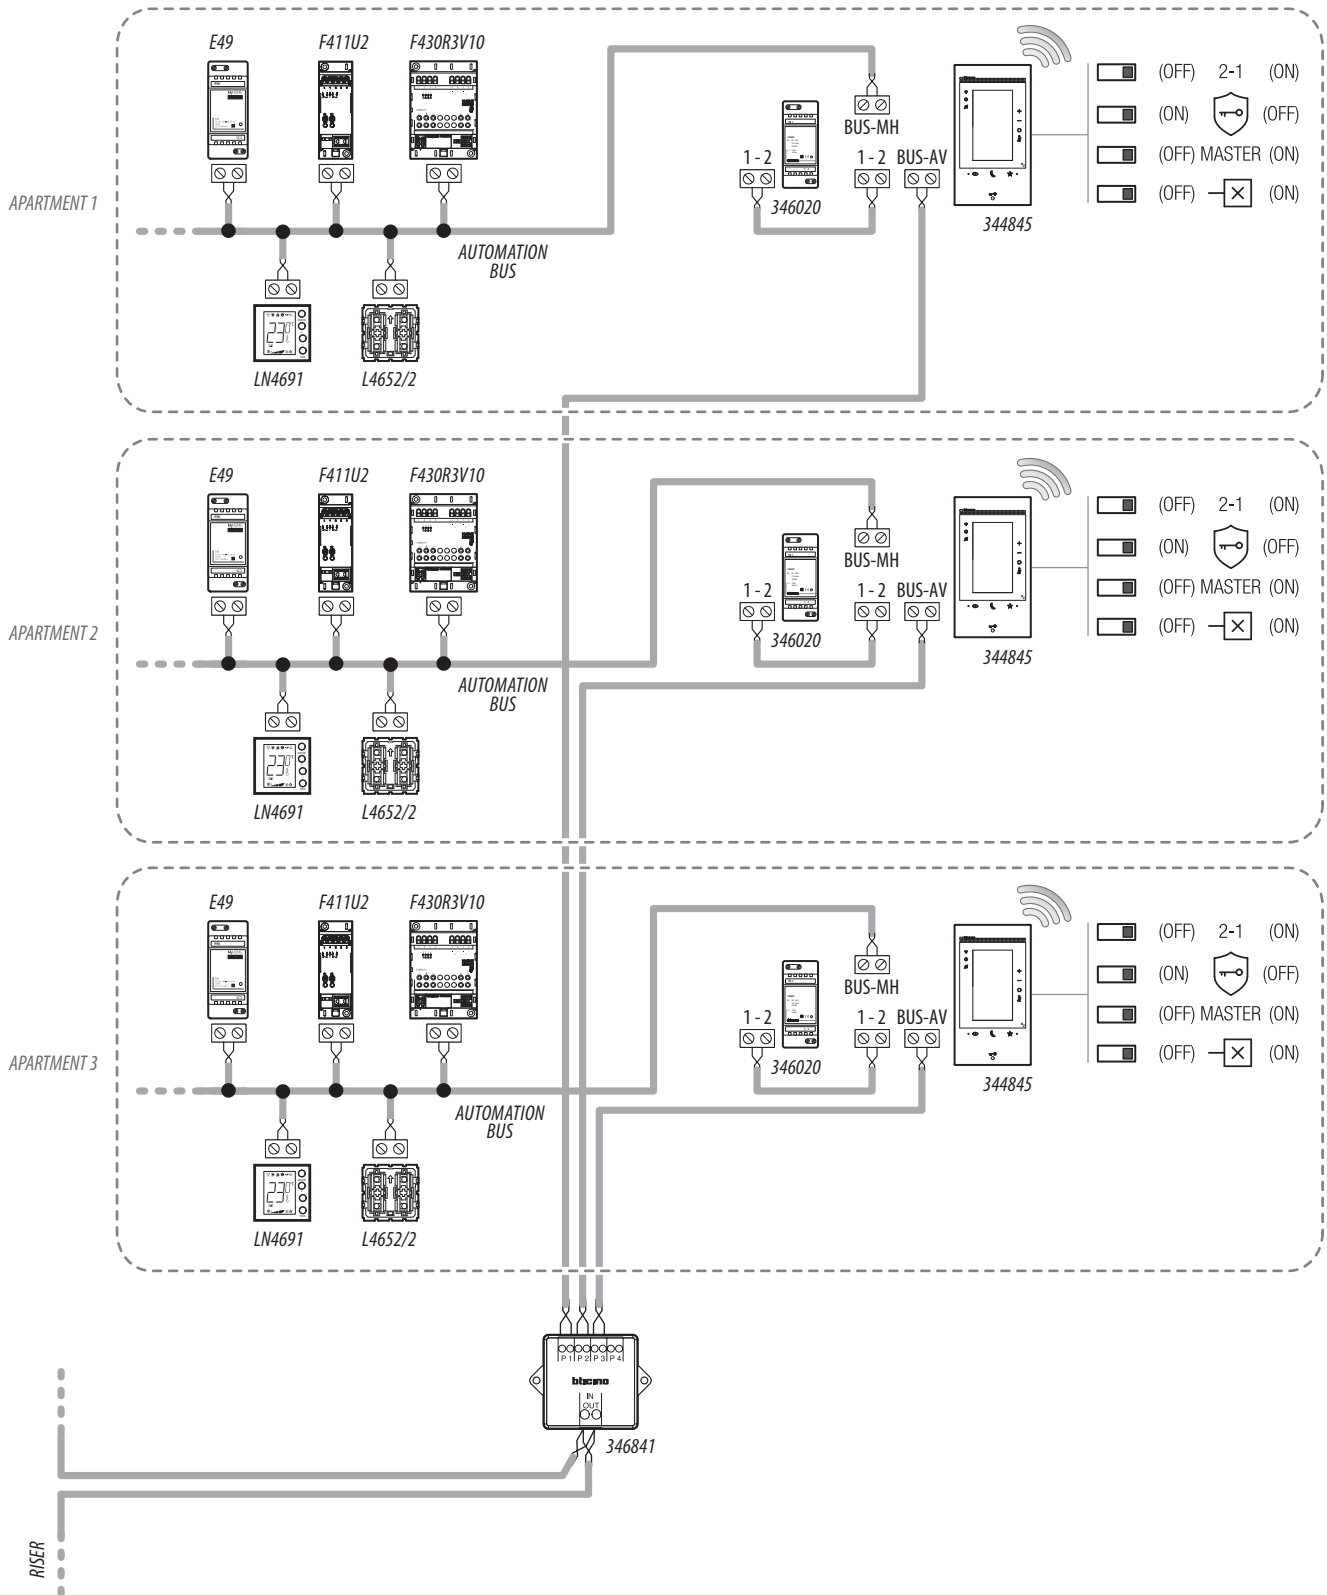 E49 F411U2 F430R3V10
(OFF) 2-1 (ON)
(ON) (OFF)
BUS-MH
1 - 2 1 - 2 BUS-AV
(OFF) MASTER (ON)
(OFF) (ON)
APARTMENT 1
346020
344845
AUTOMATION
BUS
LN4691 L4652/2
E49 F411U2 F430R3V10
(OFF) 2-1 (ON)
(ON) (OFF)
BUS-MH
1 - 2 1 - 2 BUS-AV
(OFF) MASTER (ON)
(OFF) (ON)
APARTMENT 2
346020
344845
AUTOMATION
BUS
LN4691 L4652/2
E49 F411U2 F430R3V10
(OFF) 2-1 (ON)
(ON) (OFF)
BUS-MH
1 - 2 1 - 2 BUS-AV
(OFF) MASTER (ON)
(OFF) (ON)
APARTMENT 3
346020
344845
AUTOMATION
BUS
LN4691 L4652/2
P1 P2 P3 P4
bticino
IN
OUT
346841
RISER